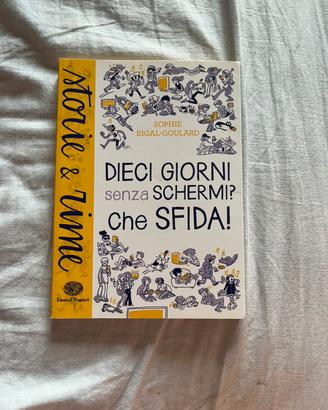 Storie & rime
SOPHIE
RIGAL-GOULARD
DIECI GIORNI
senza SCHERMI?
che SFIDA!
Einaudi Ragazzi